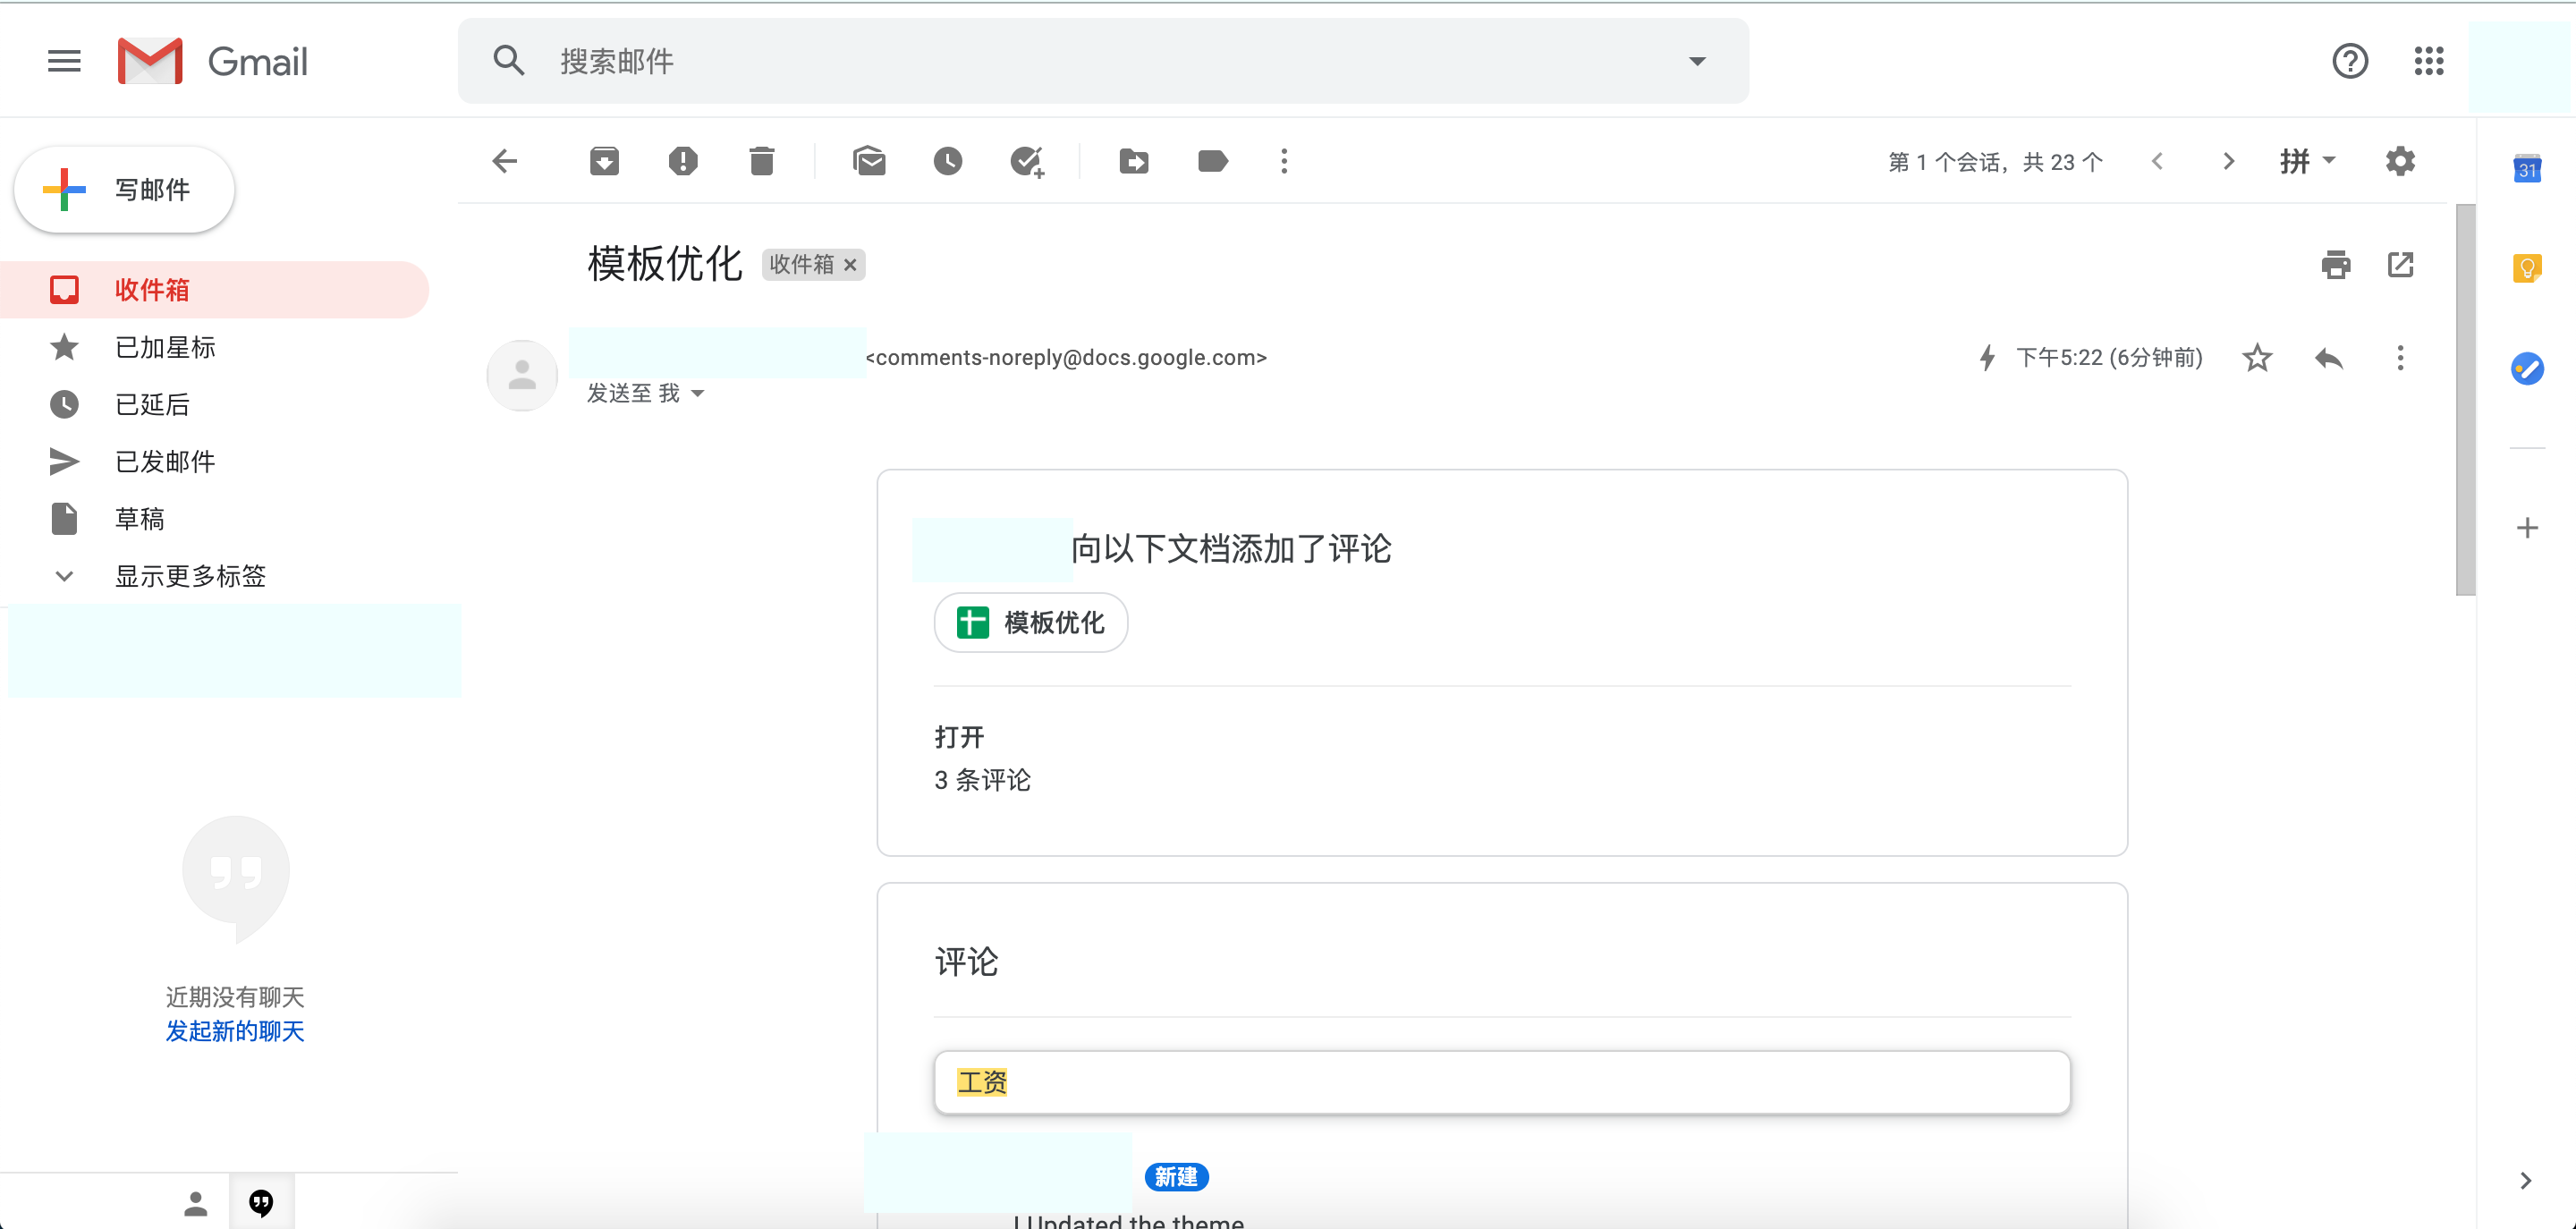 Gmail
搜索邮件
写邮件
第 1 个会话，共 23 个
拼
31
收件箱
已加星标
已延后
已发邮件
草稿
显示更多标签
近期没有聊天
发起新的聊天
模板优化 收件箱 ×
<comments-noreply@docs.google.com>
下午5:22 (6分钟前)
发送至 我
向以下文档添加了评论
模板优化
打开
3 条评论
评论
工资
新建
I Updated the theme